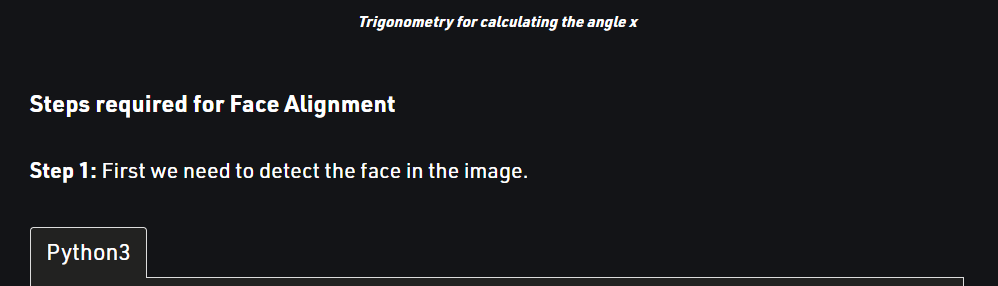 Trigonometry for calculating the angle x
Steps required for Face Alignment
Step 1: First we need to detect the face in the image.
Python3